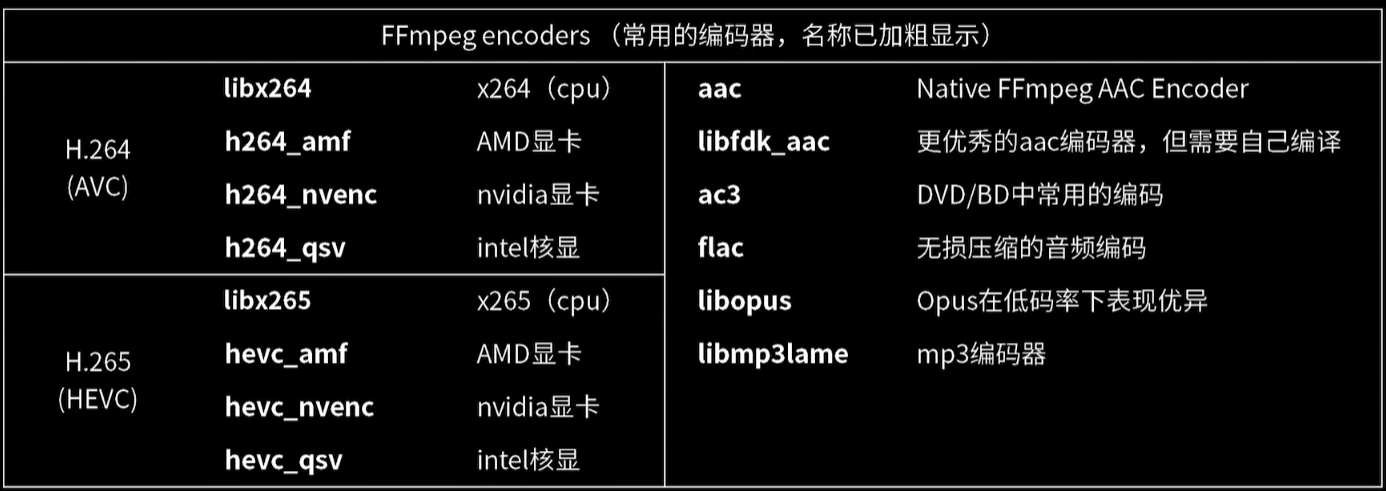 FFmpeg encoders （常用的编码器，名称已加粗显示）
H.264
(AVC)
libx264 x264（cpu）
h264_amf AMD显卡
h264_nvenc nvidia显卡
h264_qsv intel核显
H.265
(HEVC)
libx265 x265（cpu）
hevc_amf AMD显卡
hevc_nvenc nvidia显卡
hevc_qsv intel核显
aac Native FFmpeg AAC Encoder
libfdk_aac 更优秀的aac编码器，但需要自己编译
ac3 DVD/BD中常用的编码
flac 无损压缩的音频编码
libopus Opus在低码率下表现优异
libmp3lame mp3编码器